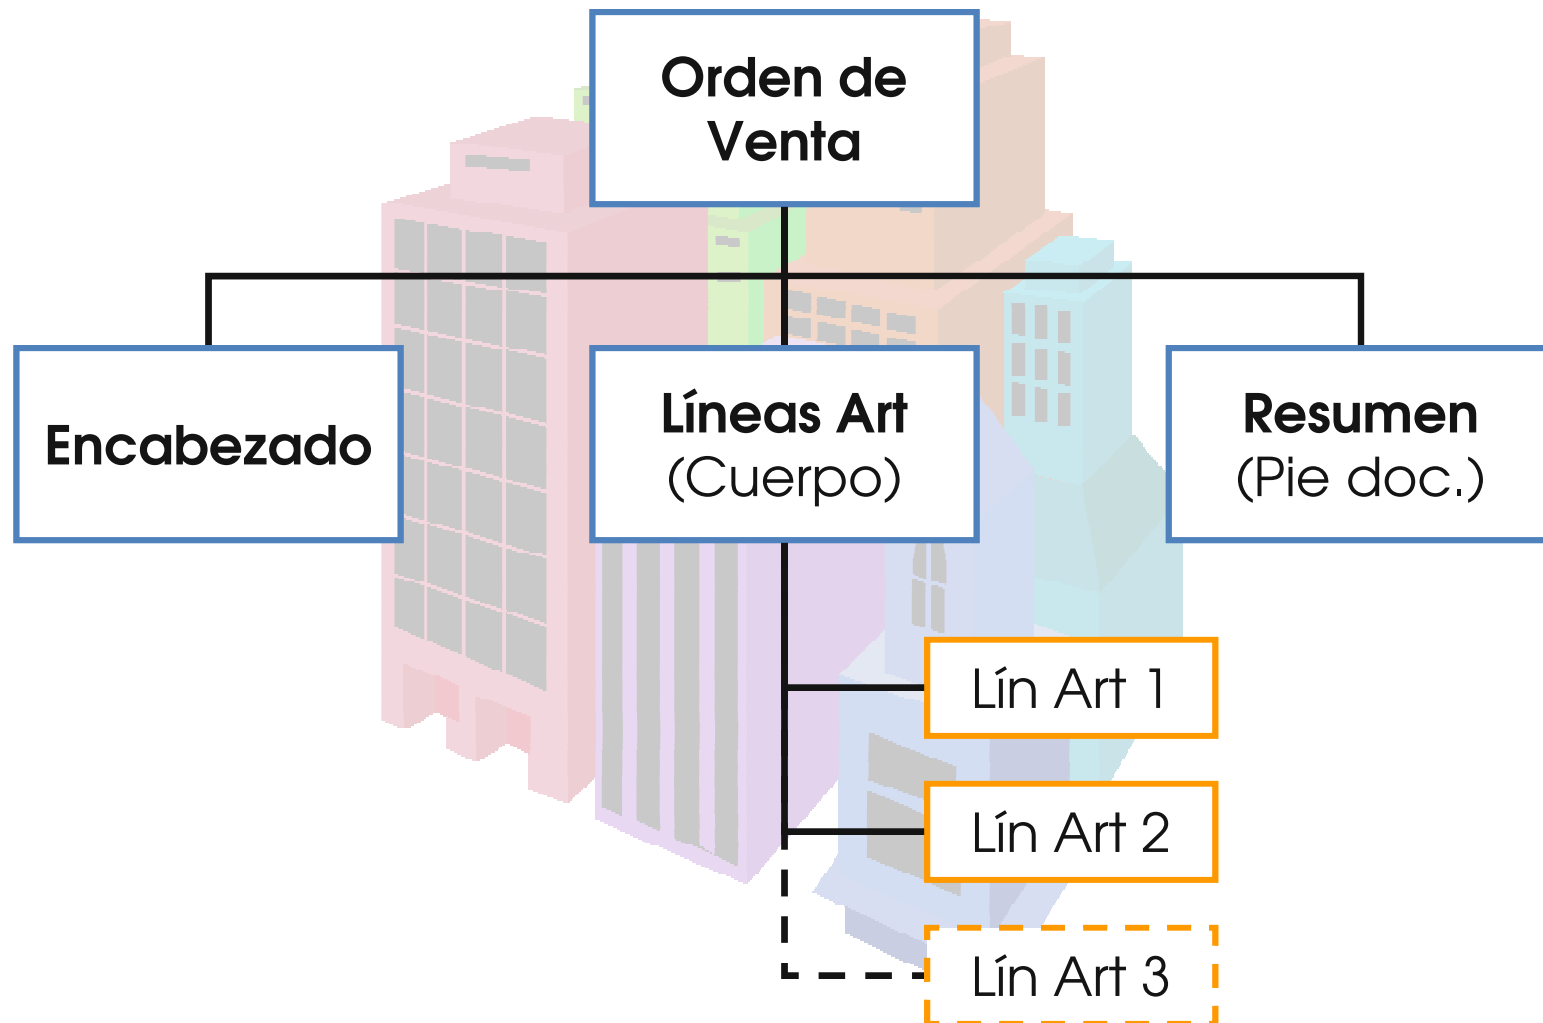 Orden de
Venta
Encabezado
Líneas Art
(Cuerpo)
Resumen
(Pie doc.)
Lín Art 1
Lín Art 2
Lín Art 3